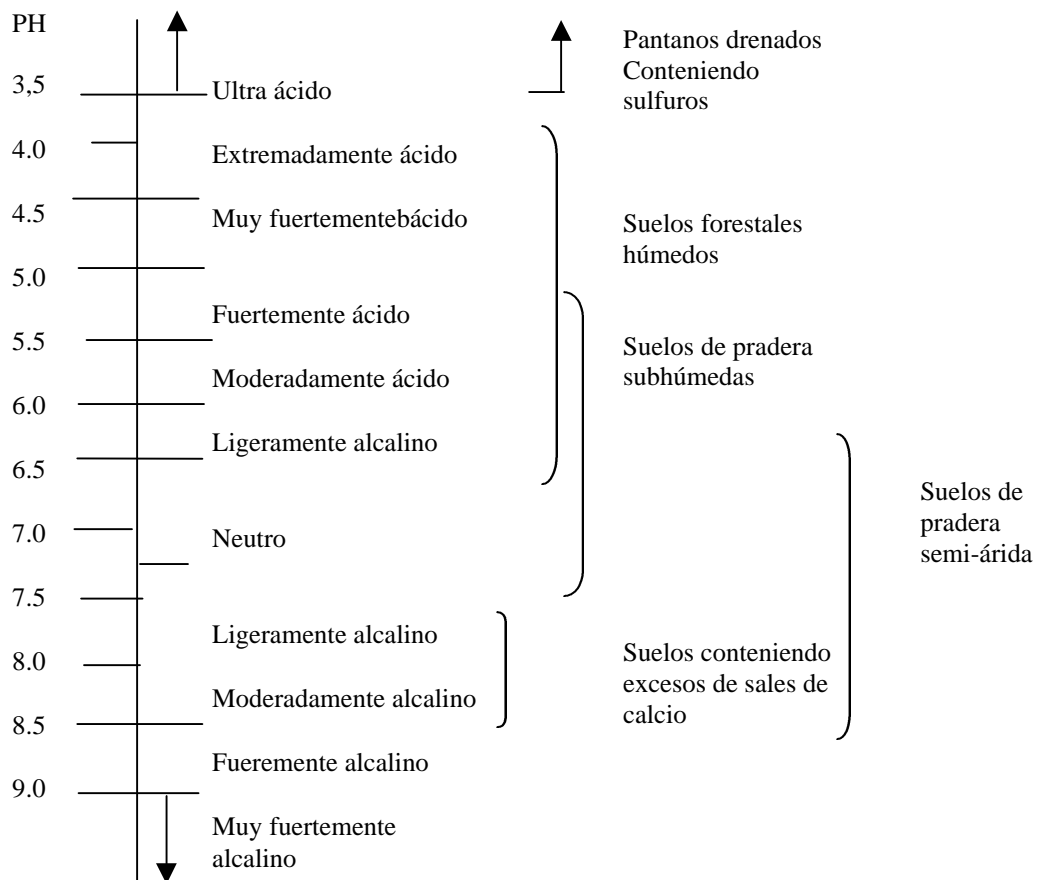 PH
3,5
4.0
4.5
5.0
5.5
6.0
6.5
7.0
7.5
8.0
8.5
9.0
Ultra ácido
Extremadamente ácido
Muy fuertementebácido
Fuertemente ácido
Moderadamente ácido
Ligeramente alcalino
Neutro
Ligeramente alcalino
Moderadamente alcalino
Fueremente alcalino
Muy fuertemente
alcalino
Pantanos drenados
Conteniendo
sulfuros
Suelos forestales
húmedos
Suelos de pradera
subhúmedas
Suelos conteniendo
excesos de sales de
calcio
Suelos de
pradera
semi-árida